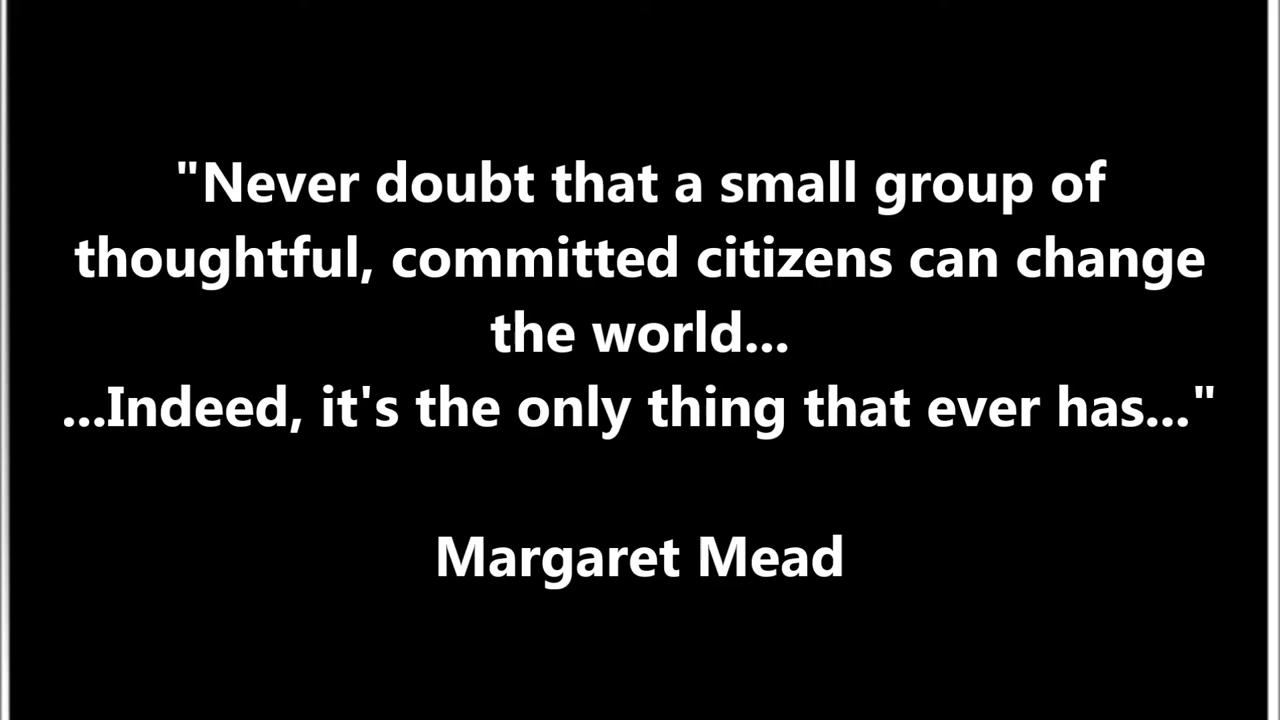 "Never doubt that a small group of
thoughtful, committed citizens can change
the world...
...Indeed, it's the only thing that ever has..."
Margaret Mead